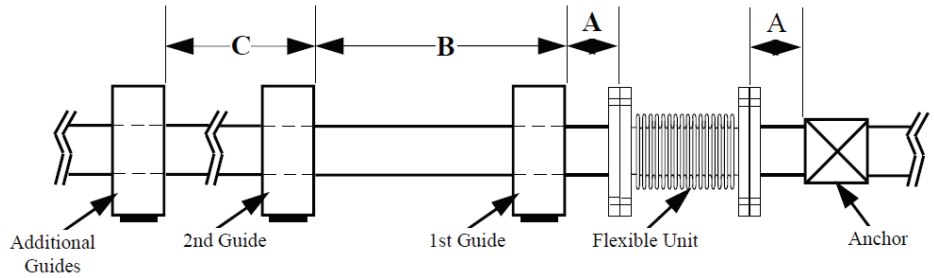 C
B
A
A
Additional
Guides
2nd Guide
1st Guide
Flexible Unit
Anchor